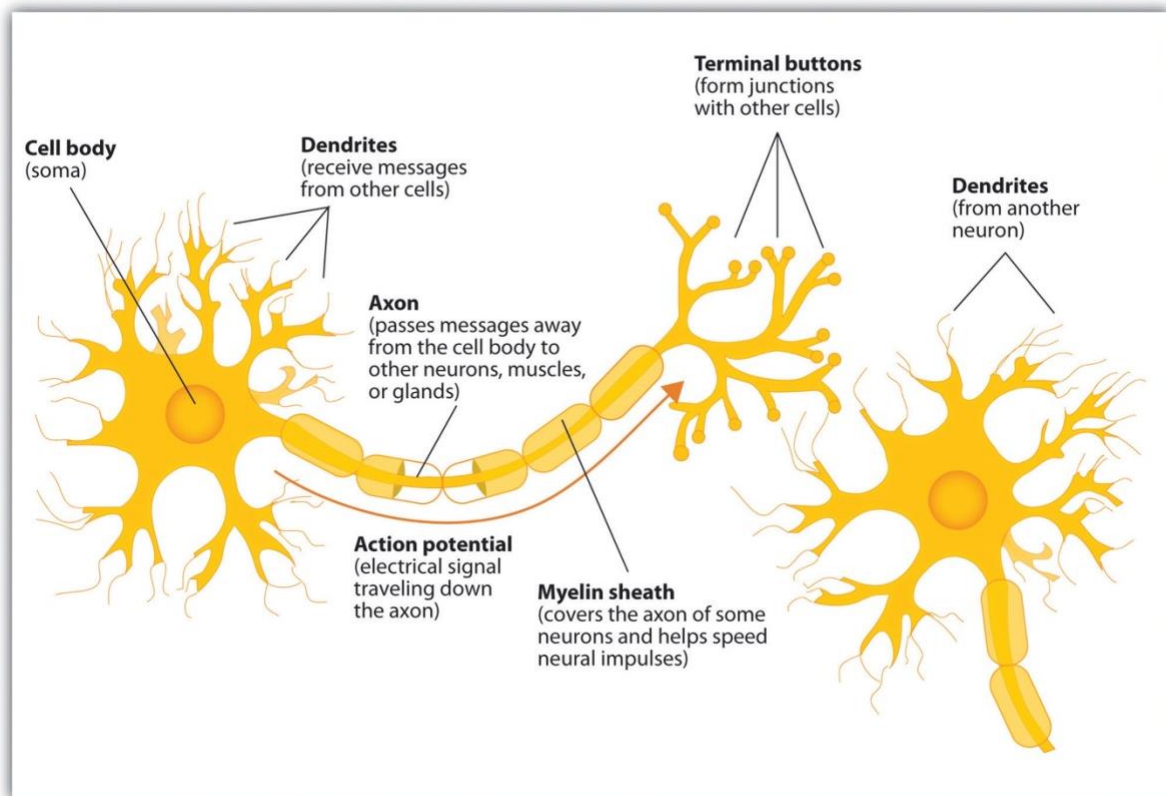 Terminal buttons
(form junctions
with other cells)
Cell body
(soma)
Dendrites
(receive messages
from other cells)
Dendrites
(from another
neuron)
Axon
(passes messages away
from the cell body to
other neurons, muscles,
or glands)
Action potential
(electrical signal
traveling down
the axon)
Myelin sheath
(covers the axon of some
neurons and helps speed
neural impulses)